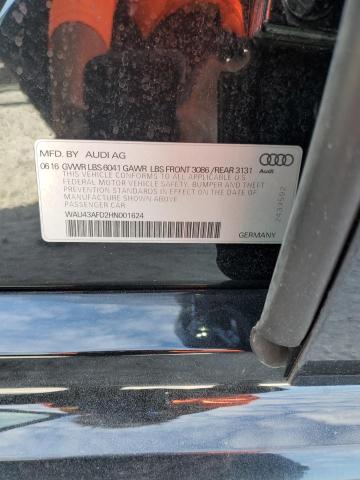 MFD. BY AUDI AG
06 16 GVWR LBS 6041 GAWR LBS FRONT 3086 /REAR 3131
Audi
THIS VEHICLE CONFORMS TO ALL APPLICABLE U.S.
FEDERAL MOTOR VEHICLE SAFETY, BUMPER AND THEFT
PREVENTION STANDARDS IN EFFECT ON THE DATE OF
MANUFACTURE SHOWN ABOVE.
PASSENGER CAR
WAU43AFD2HN001624
GERMANY